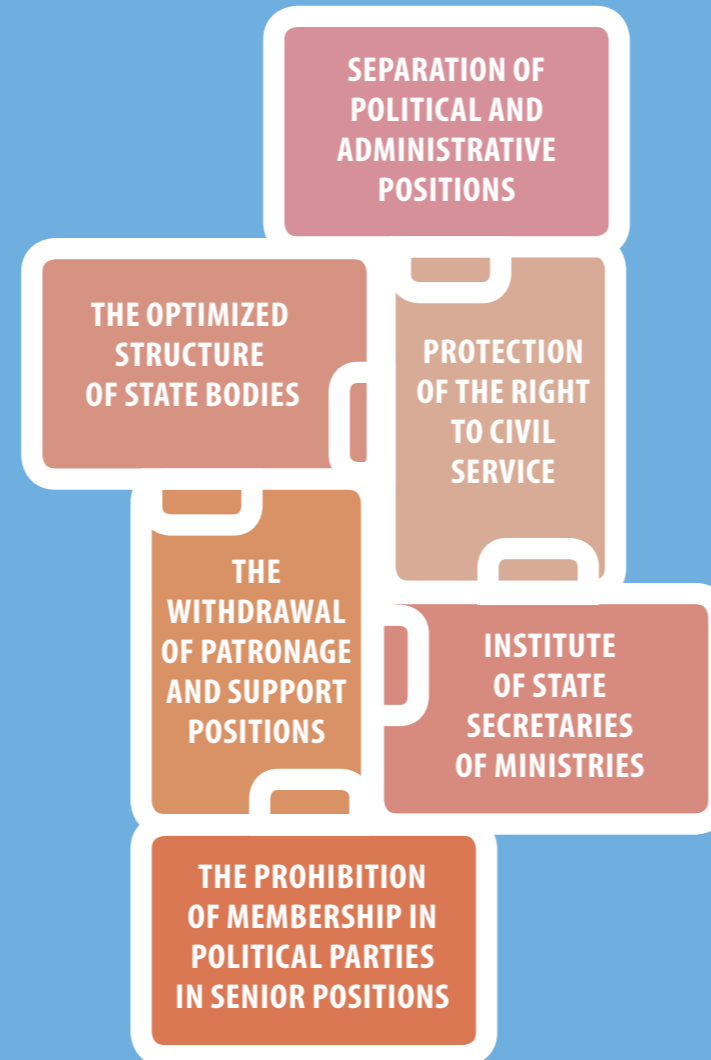 SEPARATION OF
POLITICAL AND
ADMINISTRATIVE
POSITIONS
THE OPTIMIZED
STRUCTURE
OF STATE BODIES
PROTECTION
OF THE RIGHT
TO CIVIL
SERVICE
THE
WITHDRAWAL
OF PATRONAGE
AND SUPPORT
POSITIONS
INSTITUTE
OF STATE
SECRETARIES
OF MINISTRIES
THE PROHIBITION
OF MEMBERSHIP IN
POLITICAL PARTIES
IN SENIOR POSITIONS